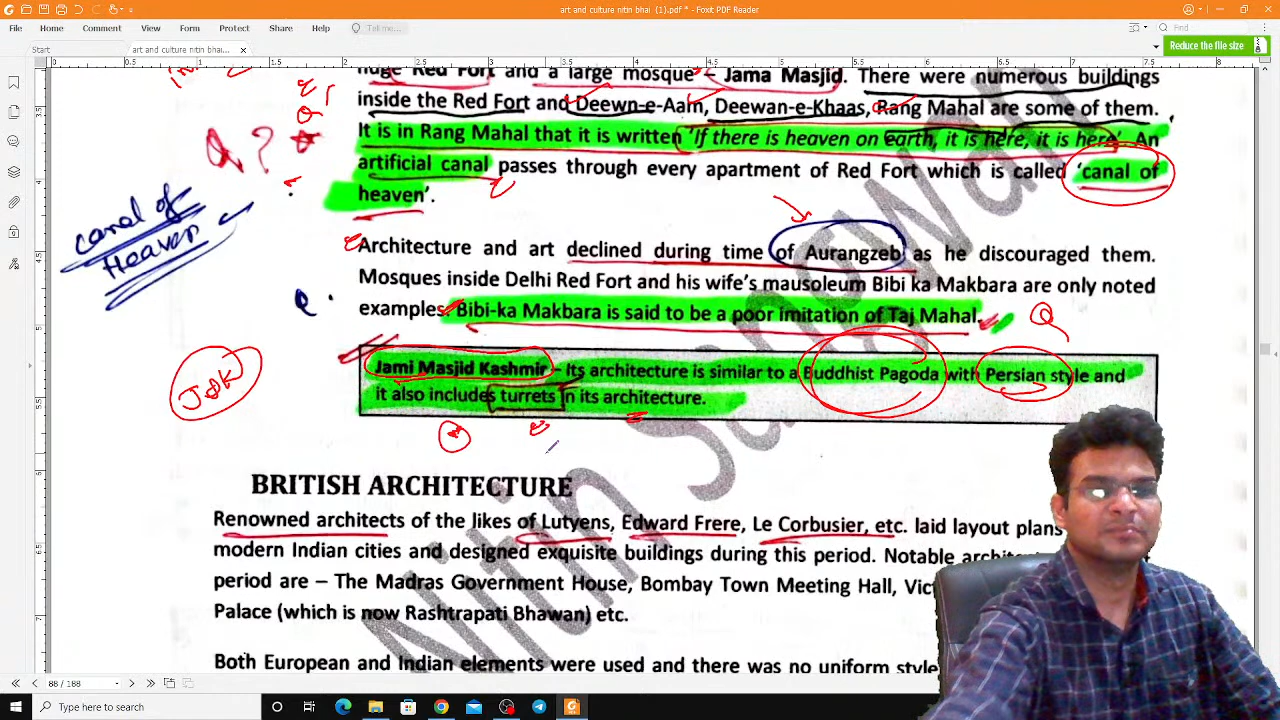 art and culture nitin bhai {1}.pdf * - Foxit PDF Reader
File Home Comment View Form Protect Share Help Tell me... Find
Start art and culture nitin bhai... × Reduce the file size
huge Red Fort and a large mosque – Jama Masjid. There were numerous buildings
inside the Red Fort and Deewn-e-Aam, Deewan-e-Khaas, Rang Mahal are some of them.
It is in Rang Mahal that it is written 'If there is heaven on earth, it is here, it is here'. An
Q?
artificial canal passes through every apartment of Red Fort which is called 'canal of
heaven'.
canal of
Heaven
Architecture and art declined during time of Aurangzeb as he discouraged them.
Mosques inside Delhi Red Fort and his wife's mausoleum Bibi ka Makbara are only noted
examples. Bibi-ka Makbara is said to be a poor imitation of Taj Mahal.
Q
J&K
Jami Masjid Kashmir – Its architecture is similar to a Buddhist Pagoda with Persian style and
it also includes turrets in its architecture.
BRITISH ARCHITECTURE
Renowned architects of the likes of Lutyens, Edward Frere, Le Corbusier, etc. laid layout plans
modern Indian cities and designed exquisite buildings during this period. Notable
period are – The Madras Government House, Bombay Town Meeting Hall,
Palace (which is now Rashtrapati Bhawan) etc.
Both European and Indian elements were used and there was no uniform style
Nitin Sangwan
88 / 168
Type here to search